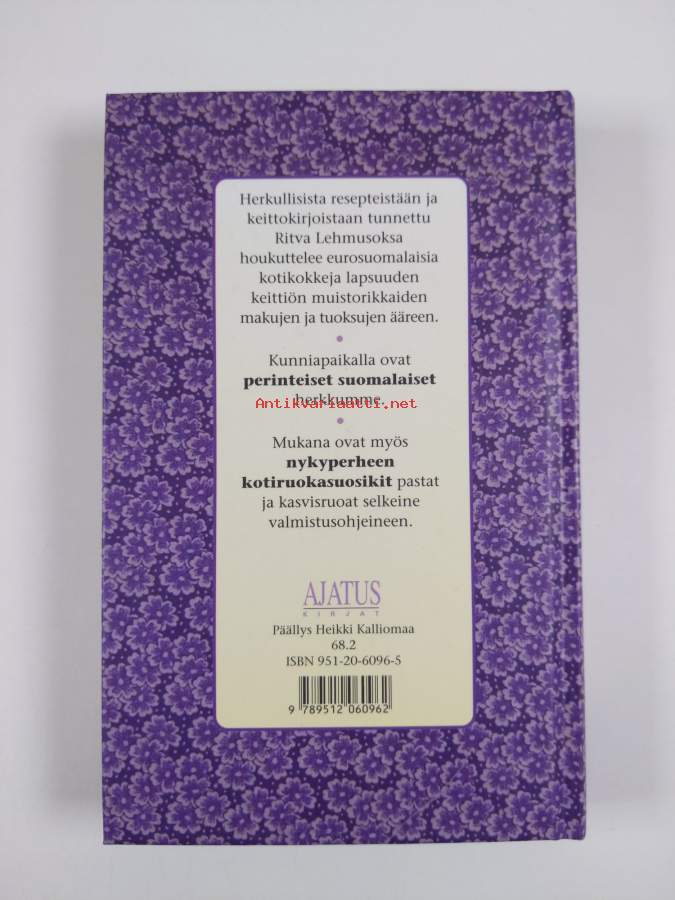 Herkullisista resepteistään ja
keittokirjoistaan tunnettu
Ritva Lehmusoksa
houkuttelee eurosuomalaisia
kotikokkeja lapsuuden
keittiön muistorikkaiden
makujen ja tuoksujen ääreen.
•
Kunniapaikalla ovat
perinteiset suomalaiset
herkkumme.
Antikvariaatti.net
•
Mukana ovat myös
nykyperheen
kotiruokasuosikit pastat
ja kasvisruoat selkeine
valmistusohjeineen.
AJATUS
KIRJAT
Päällys Heikki Kalliomaa
68.2
ISBN 951-20-6096-5
9 789512 060962